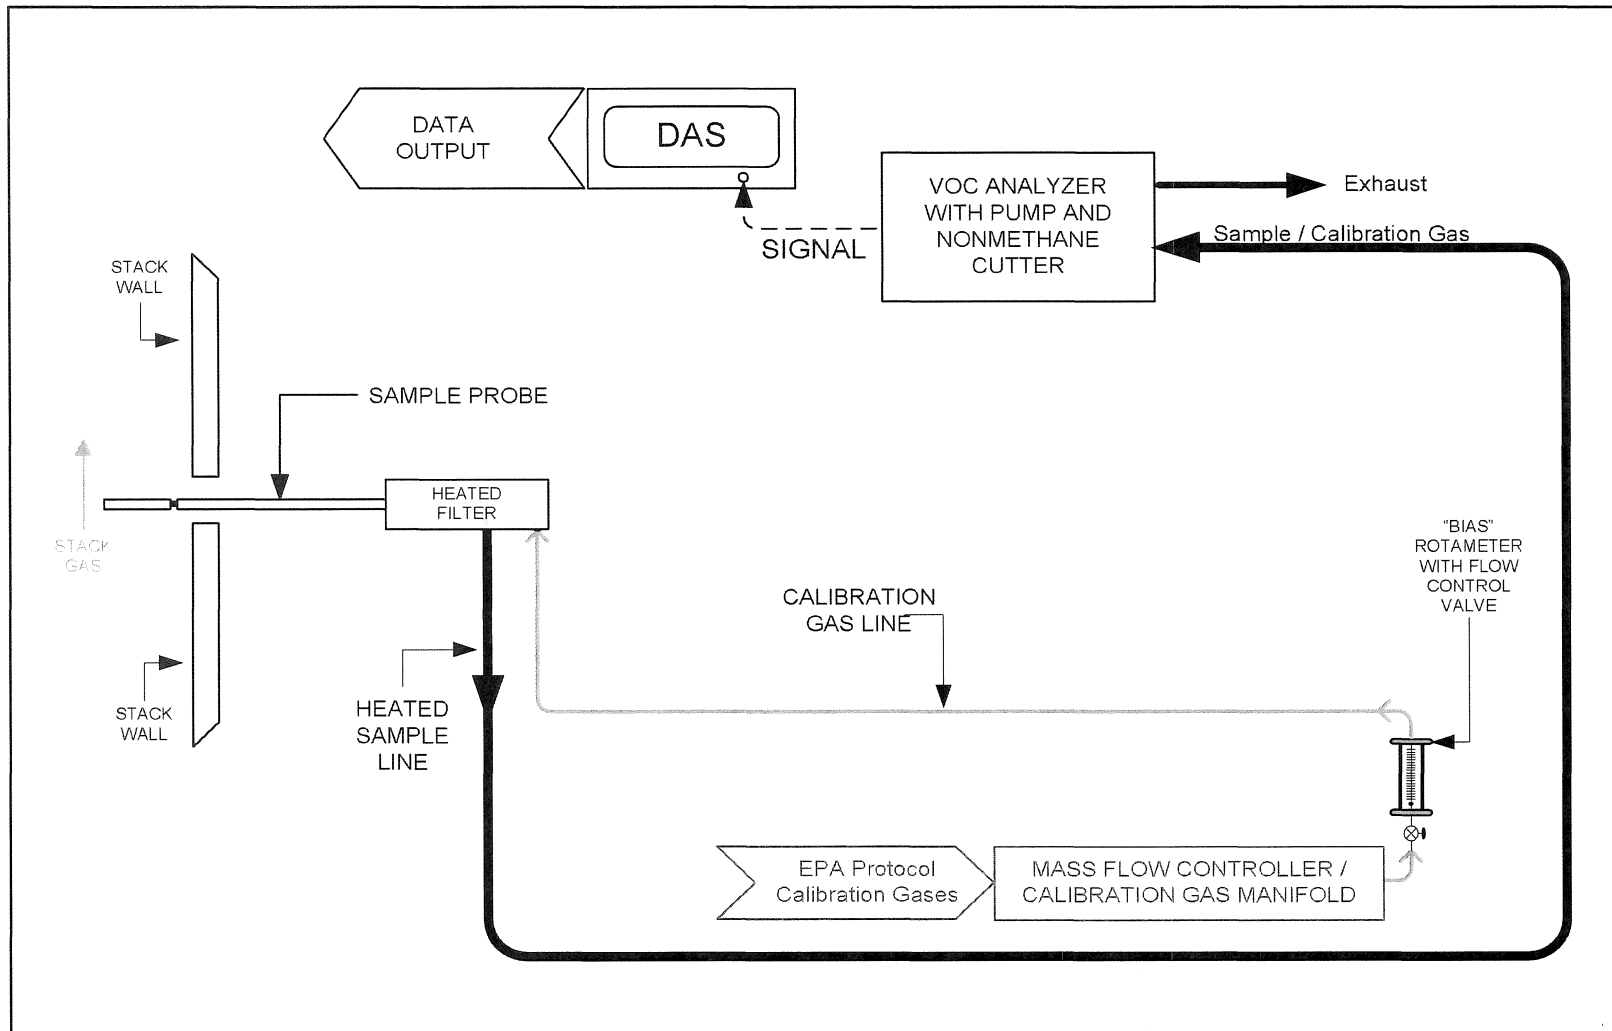 DATA
OUTPUT
DAS
VOC ANALYZER
WITH PUMP AND
NONMETHANE
CUTTER
Exhaust
Sample / Calibration Gas
SIGNAL
STACK
WALL
SAMPLE PROBE
HEATED
FILTER
STACK
GAS
"BIAS"
ROTAMETER
WITH FLOW
CONTROL
VALVE
CALIBRATION
GAS LINE
STACK
WALL
HEATED
SAMPLE
LINE
EPA Protocol
Calibration Gases
MASS FLOW CONTROLLER /
CALIBRATION GAS MANIFOLD